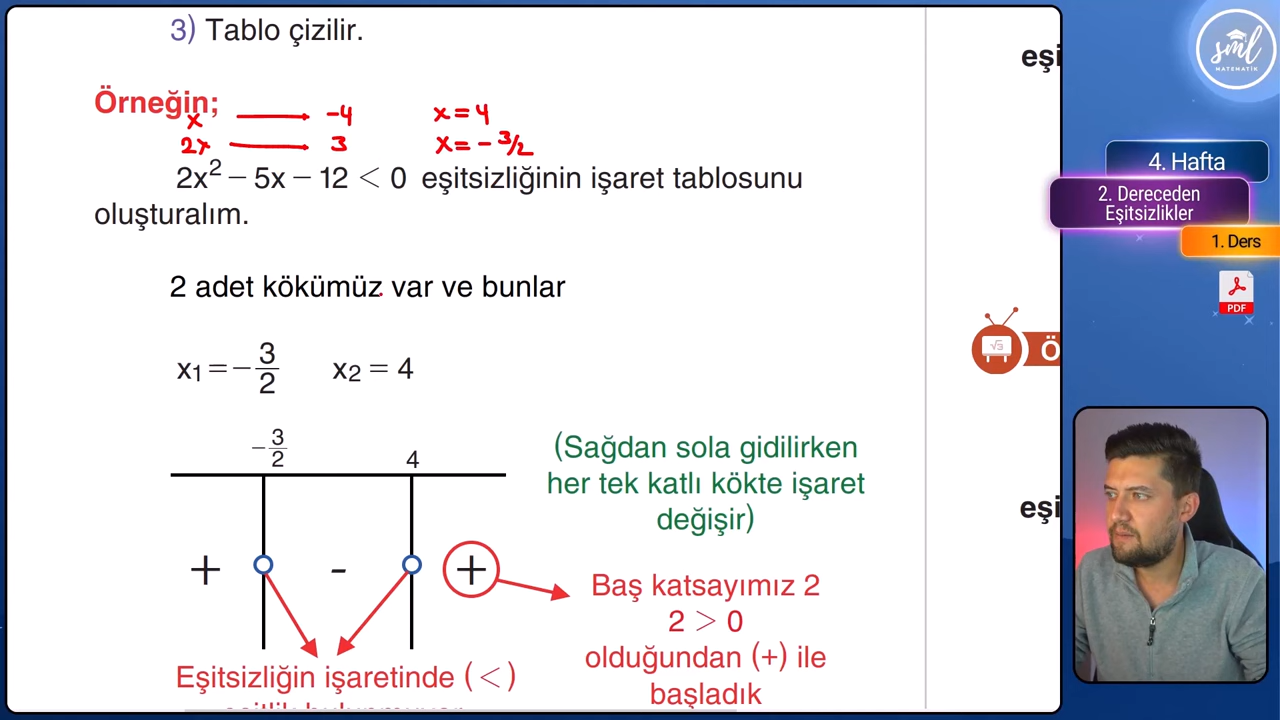 3) Tablo çizilir.
Örneğin;
x → -4 x = 4
2x → 3 x = - 3/2
2x² − 5x − 12 < 0 eşitsizliğinin işaret tablosunu
oluşturalım.
2 adet kökümüz var ve bunlar
x₁ = − 3/2 x₂ = 4
− 3/2 4
+ - +
(Sağdan sola gidilirken
her tek katlı kökte işaret
değişir)
Baş katsayımız 2
2 > 0
olduğundan (+) ile
başladık
Eşitsizliğin işaretinde (<)
eşi
Ö
eşi
sml
MATEMATİK
4. Hafta
2. Dereceden
Eşitsizlikler
1. Ders
PDF